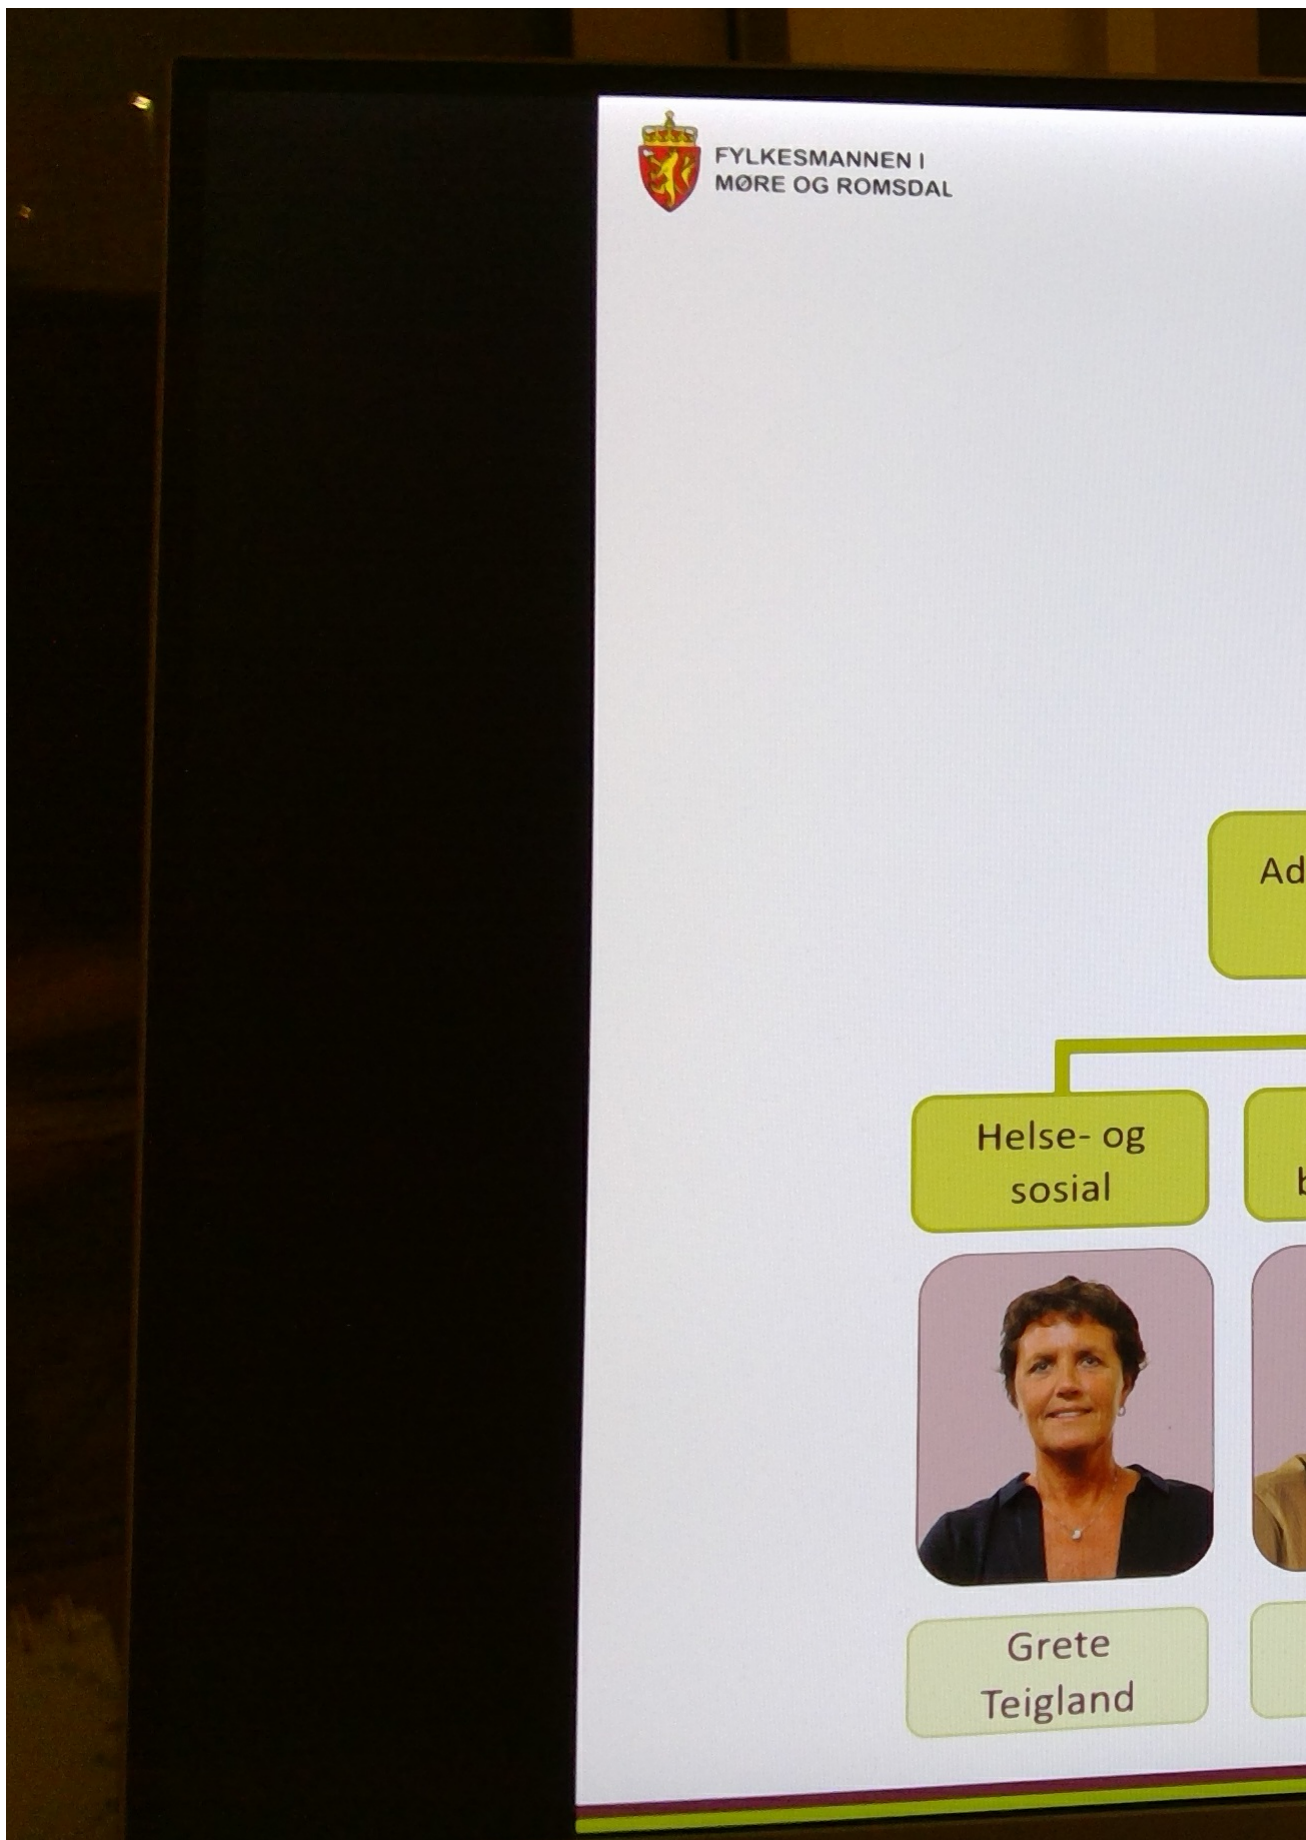 FYLKESMANNEN I
MØRE OG ROMSDAL
Ad
Helse- og
sosial
Grete
Teigland